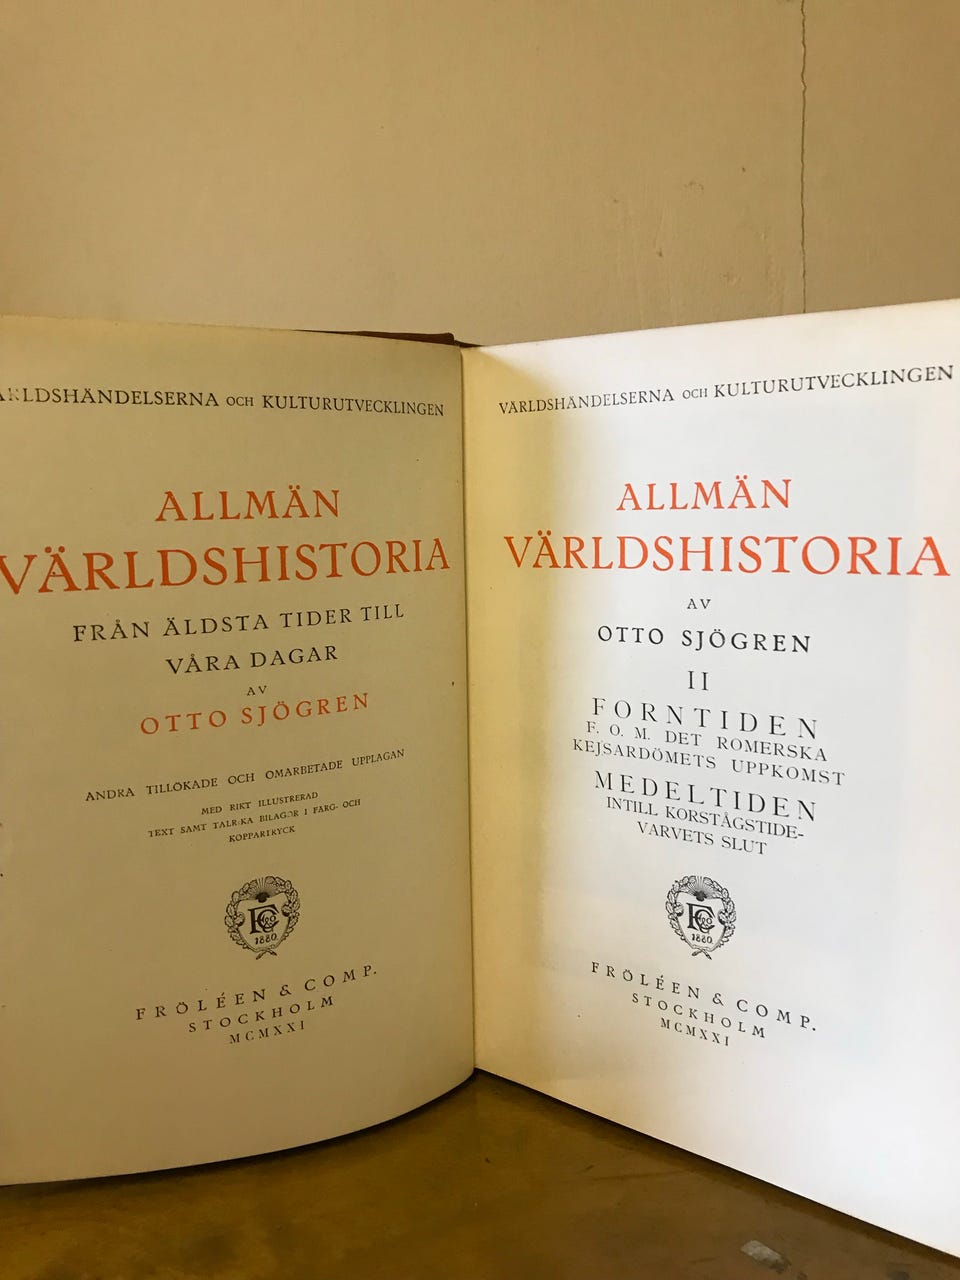 VÄRLDSHÄNDELSERNA OCH KULTURUTVECKLINGEN
ALLMÄN
VÄRLDSHISTORIA
FRÅN ÄLDSTA TIDER TILL
VÅRA DAGAR
AV
OTTO SJÖGREN
ANDRA TILLÖKADE OCH OMARBETADE UPPLAGAN
MED RIKT ILLUSTRERAD
TEXT SAMT TALRIKA BILAGOR I FÄRG- OCH
KOPPARTRYCK
F&Co
1880.
FRÖLÉEN & COMP.
STOCKHOLM
MCMXXI
VÄRLDSHÄNDELSERNA OCH KULTURUTVECKLINGEN
ALLMÄN
VÄRLDSHISTORIA
AV
OTTO SJÖGREN
II
FORNTIDEN
F. O. M. DET ROMERSKA
KEJSARDÖMETS UPPKOMST
MEDELTIDEN
INTILL KORSTÅGSTIDE-
VARVETS SLUT
F&Co
1880.
FRÖLÉEN & COMP.
STOCKHOLM
MCMXXI